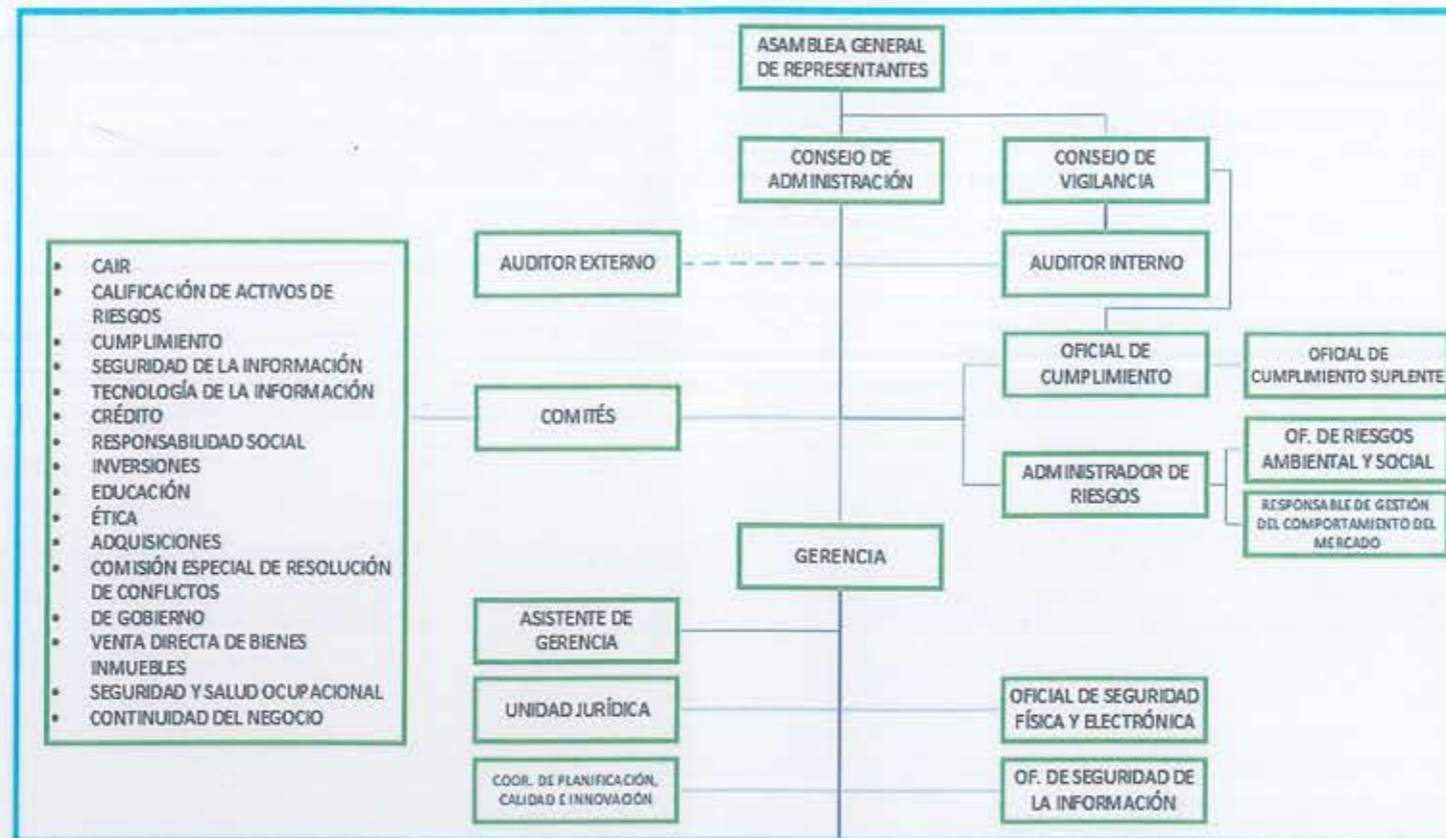 ASAMBLEA GENERAL
DE REPRESENTANTES
CONSEJO DE
ADMINISTRACIÓN
CONSEJO DE
VIGILANCIA
AUDITOR EXTERNO
AUDITOR INTERNO
• CAIR
• CALIFICACIÓN DE ACTIVOS DE
RIESGOS
• CUMPLIMIENTO
• SEGURIDAD DE LA INFORMACIÓN
• TECNOLOGÍA DE LA INFORMACIÓN
• CRÉDITO
• RESPONSABILIDAD SOCIAL
• INVERSIONES
• EDUCACIÓN
• ÉTICA
• ADQUISICIONES
• COMISIÓN ESPECIAL DE RESOLUCIÓN
DE CONFLICTOS
• DE GOBIERNO
• VENTA DIRECTA DE BIENES
INMUEBLES
• SEGURIDAD Y SALUD OCUPACIONAL
• CONTINUIDAD DEL NEGOCIO
COMITÉS
OFICIAL DE
CUMPLIMIENTO
OFICIAL DE
CUMPLIMIENTO SUPLENTE
ADMINISTRADOR DE
RIESGOS
OF. DE RIESGOS
AMBIENTAL Y SOCIAL
RESPONSABLE DE GESTIÓN
DEL COMPORTAMIENTO DEL
MERCADO
GERENCIA
ASISTENTE DE
GERENCIA
UNIDAD JURÍDICA
OFICIAL DE SEGURIDAD
FÍSICA Y ELECTRÓNICA
COOR. DE PLANIFICACIÓN,
CALIDAD E INNOVACIÓN
OF. DE SEGURIDAD DE
LA INFORMACIÓN